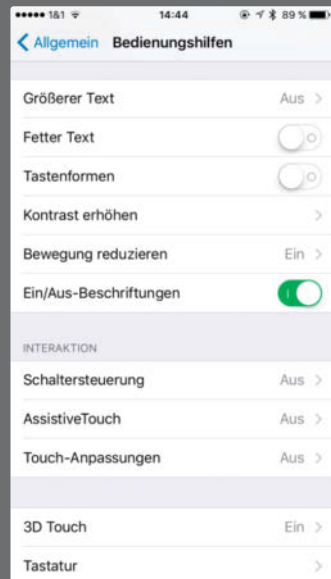 1&1 14:44 89 %
Allgemein Bedienungshilfen
Größerer Text Aus
Fetter Text
Tastenformen
Kontrast erhöhen
Bewegung reduzieren Ein
Ein/Aus-Beschriftungen
INTERAKTION
Schaltersteuerung Aus
AssistiveTouch Aus
Touch-Anpassungen Aus
3D Touch Ein
Tastatur